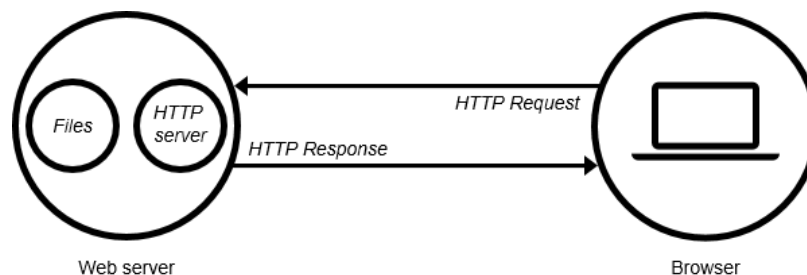 Files
HTTP
server
HTTP Request
HTTP Response
Web server
Browser